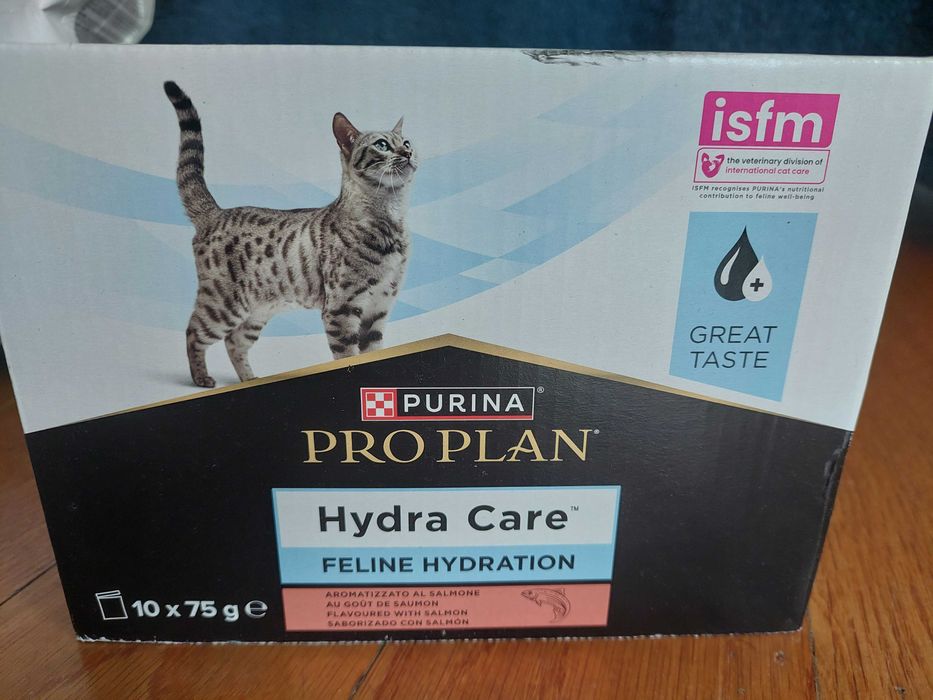 isfm
the veterinary division of
international cat care
ISFM recognises PURINA's nutritional
contribution to feline well-being
GREAT
TASTE
PURINA®
PRO PLAN®
Hydra Care™
FELINE HYDRATION
AROMATIZZATO AL SALMONE
AU GOÛT DE SAUMON
FLAVOURED WITH SALMON
SABORIZADO CON SALMÓN
10 x 75 g ℮